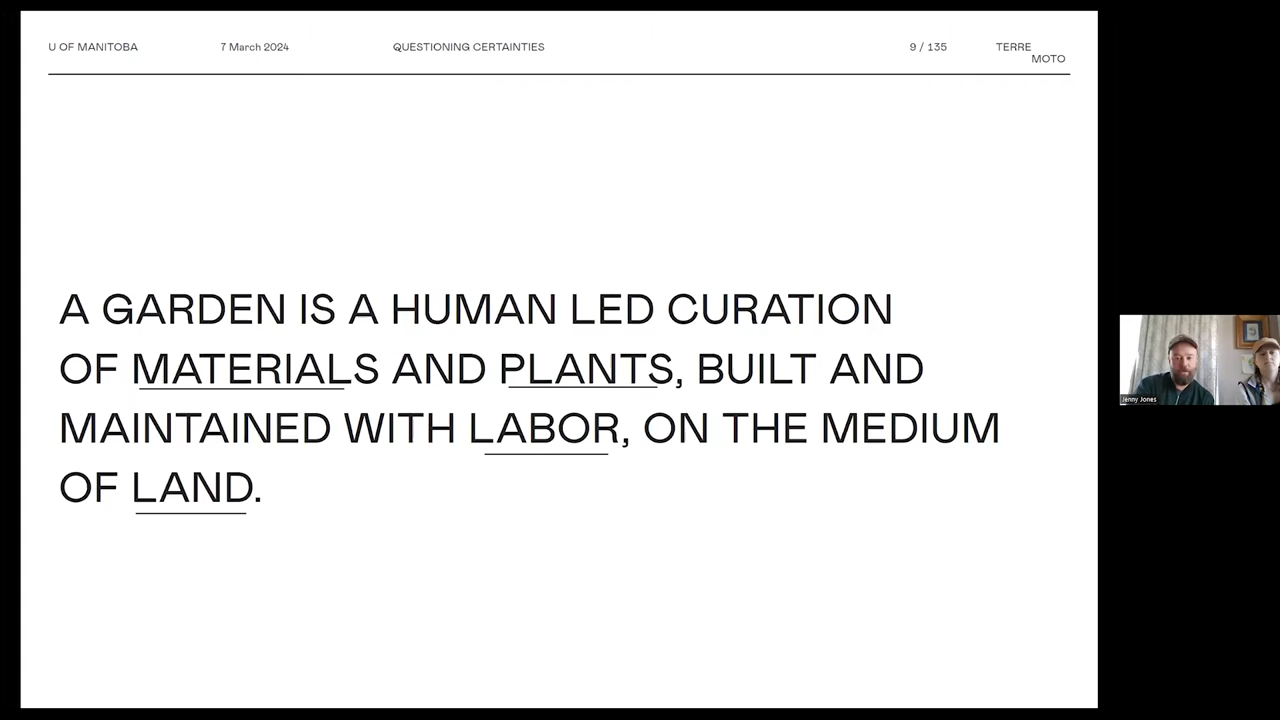 U OF MANITOBA
7 March 2024
QUESTIONING CERTAINTIES
9 / 135
TERRE
MOTO
A GARDEN IS A HUMAN LED CURATION
OF MATERIALS AND PLANTS, BUILT AND
MAINTAINED WITH LABOR, ON THE MEDIUM
OF LAND.
Jenny Jones